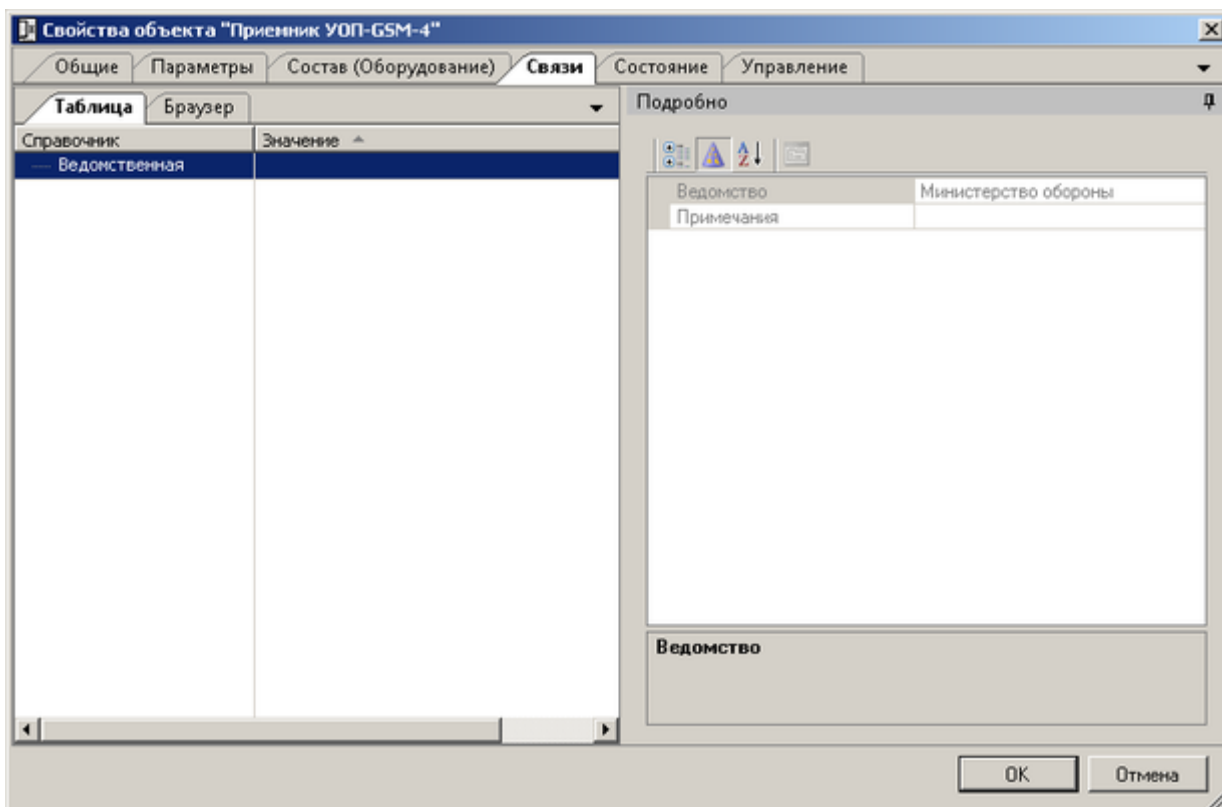 Свойства объекта "Приемник УОП-GSM-4"
Общие Параметры Состав (Оборудование) Связи Состояние Управление
Таблица Браузер
Справочник Значение
Ведомственная
Подробно
Ведомство Министерство обороны
Примечания
Ведомство
OK Отмена